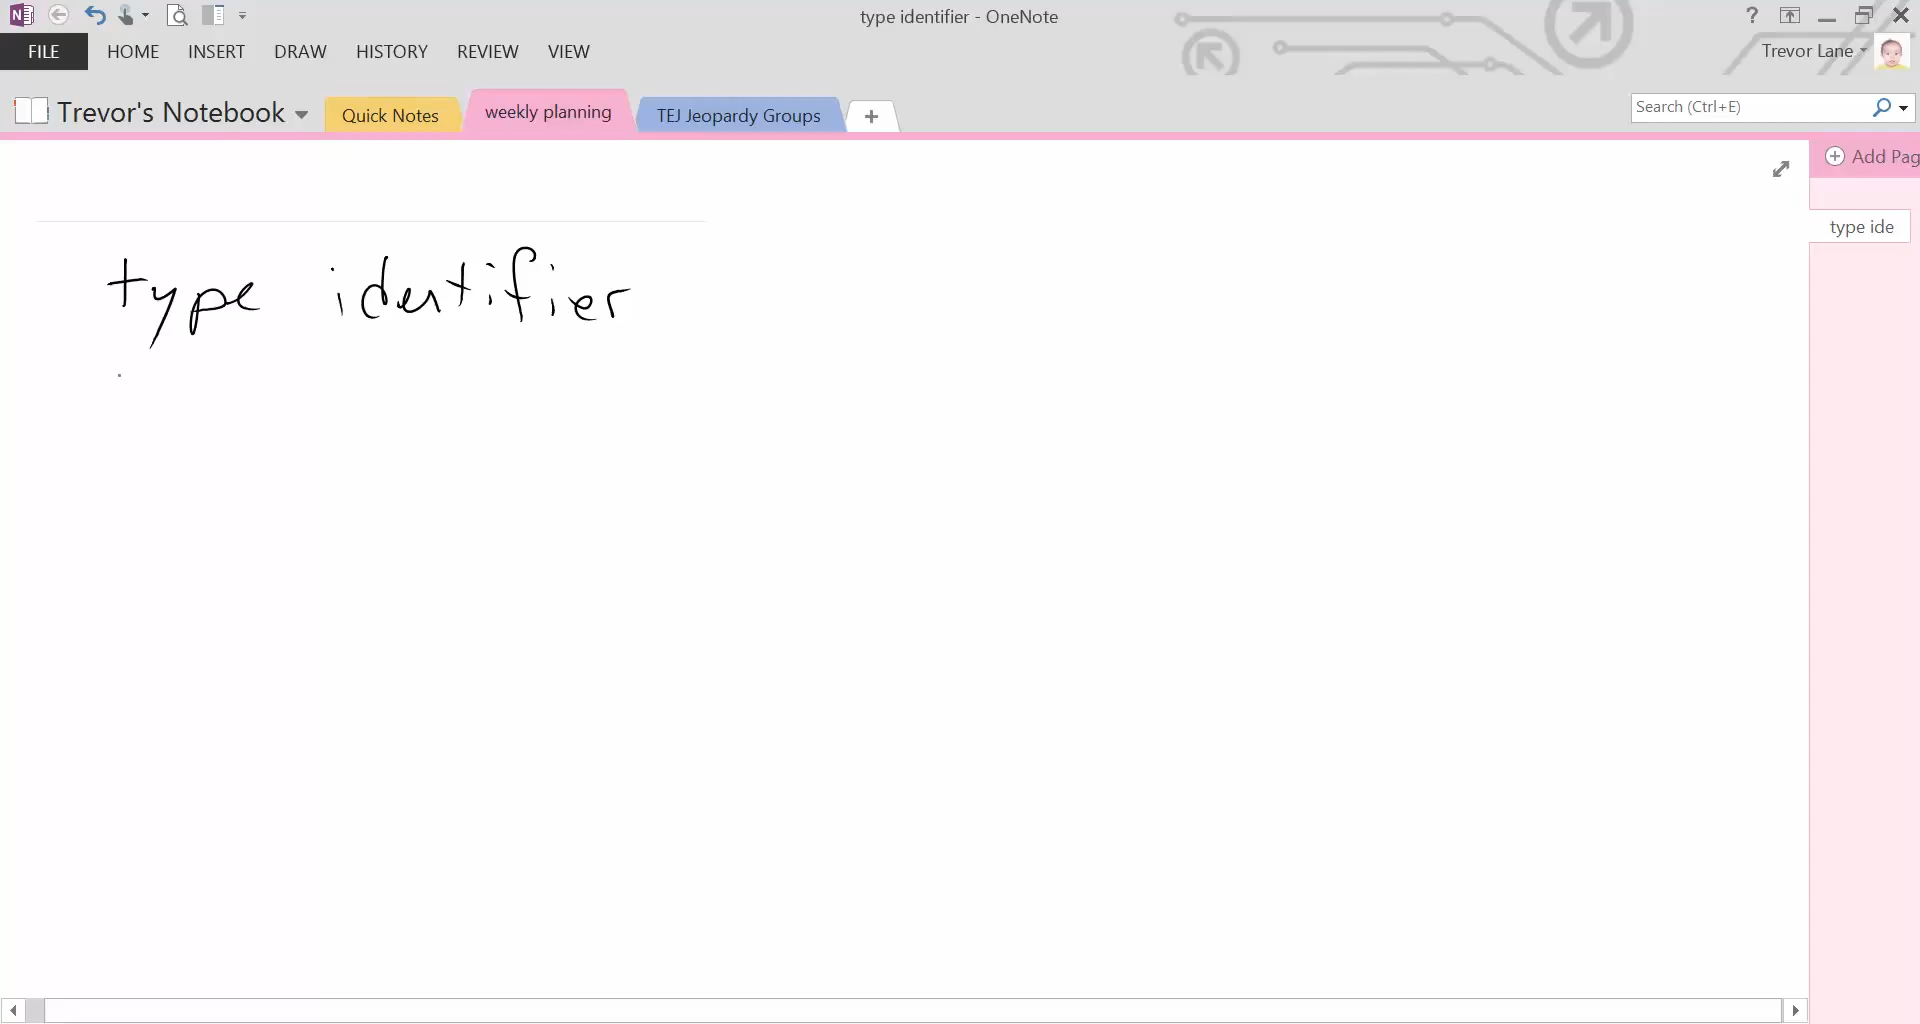 type identifier - OneNote
?
FILE HOME INSERT DRAW HISTORY REVIEW VIEW
Trevor Lane
Trevor's Notebook
Quick Notes
weekly planning
TEJ Jeopardy Groups
+
Search (Ctrl+E)
Add Pag
type ide
type identifier